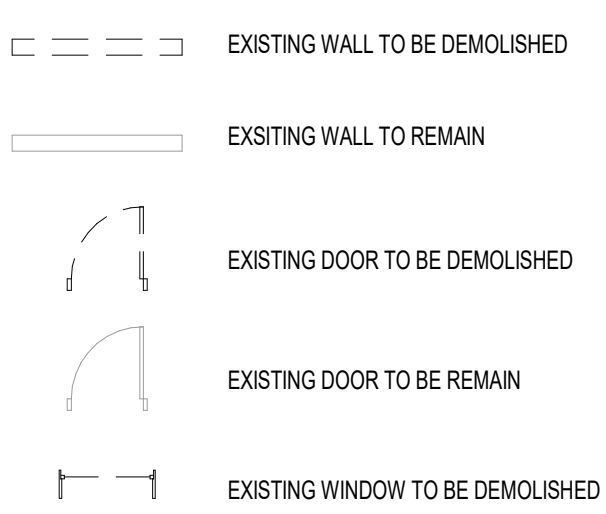 EXISTING WALL TO BE DEMOLISHED
EXSITING WALL TO REMAIN
EXISTING DOOR TO BE DEMOLISHED
EXISTING DOOR TO BE REMAIN
EXISTING WINDOW TO BE DEMOLISHED